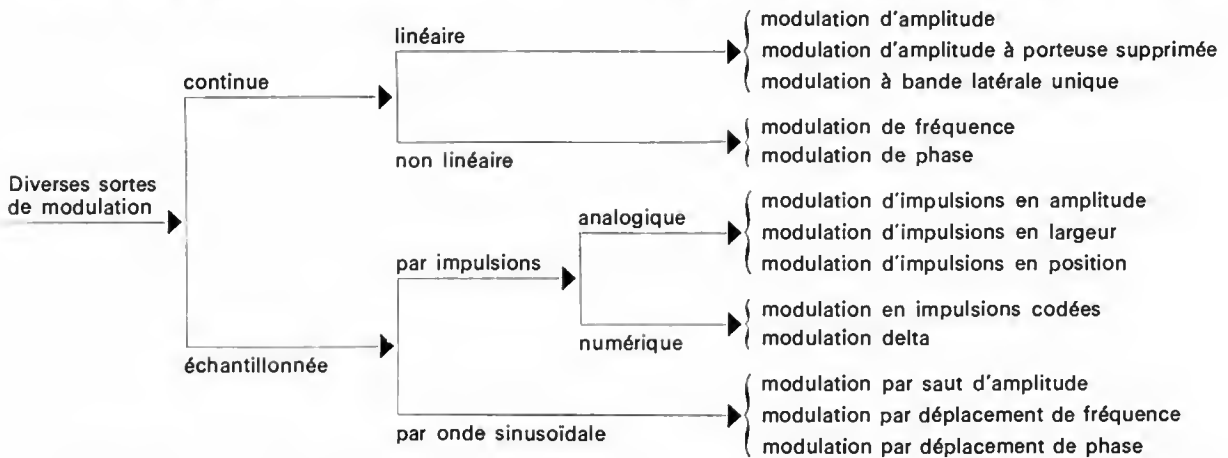 Diverses sortes
de modulation
continue
linéaire
modulation d'amplitude
modulation d'amplitude à porteuse supprimée
modulation à bande latérale unique
non linéaire
modulation de fréquence
modulation de phase
échantillonnée
par impulsions
analogique
modulation d'impulsions en amplitude
modulation d'impulsions en largeur
modulation d'impulsions en position
numérique
modulation en impulsions codées
modulation delta
par onde sinusoïdale
modulation par saut d'amplitude
modulation par déplacement de fréquence
modulation par déplacement de phase